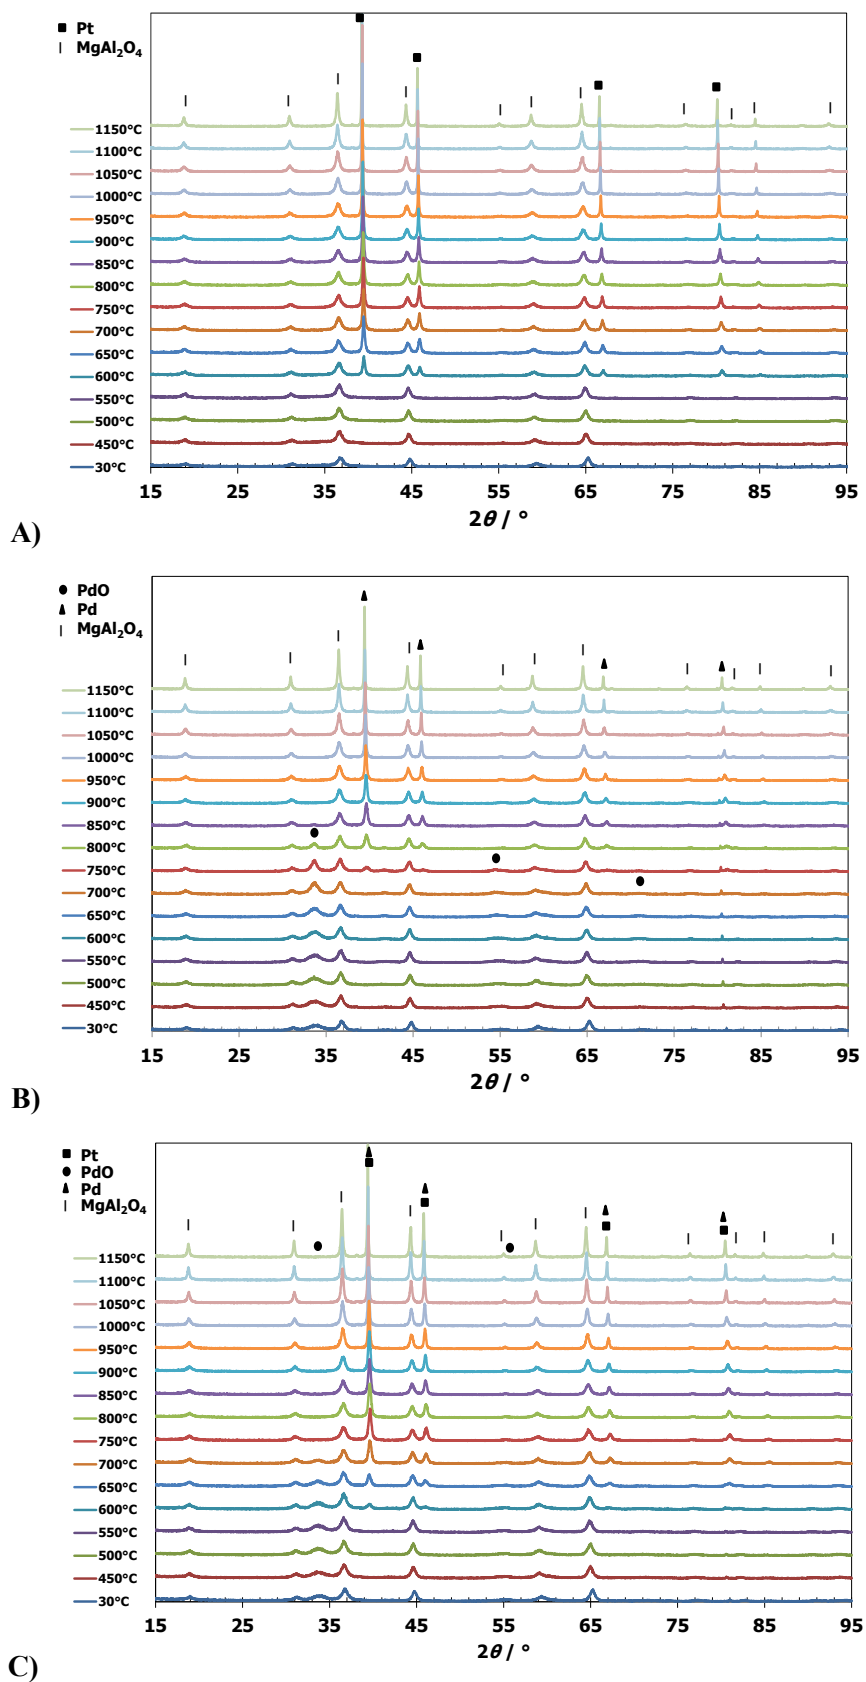 Pt
MgAl₂O₄
1150°C
1100°C
1050°C
1000°C
950°C
900°C
850°C
800°C
750°C
700°C
650°C
600°C
550°C
500°C
450°C
30°C
15 25 35 45 55 65 75 85 95
2θ / °
A)
PdO
Pd
MgAl₂O₄
1150°C
1100°C
1050°C
1000°C
950°C
900°C
850°C
800°C
750°C
700°C
650°C
600°C
550°C
500°C
450°C
30°C
15 25 35 45 55 65 75 85 95
2θ / °
B)
Pt
PdO
Pd
MgAl₂O₄
1150°C
1100°C
1050°C
1000°C
950°C
900°C
850°C
800°C
750°C
700°C
650°C
600°C
550°C
500°C
450°C
30°C
15 25 35 45 55 65 75 85 95
2θ / °
C)